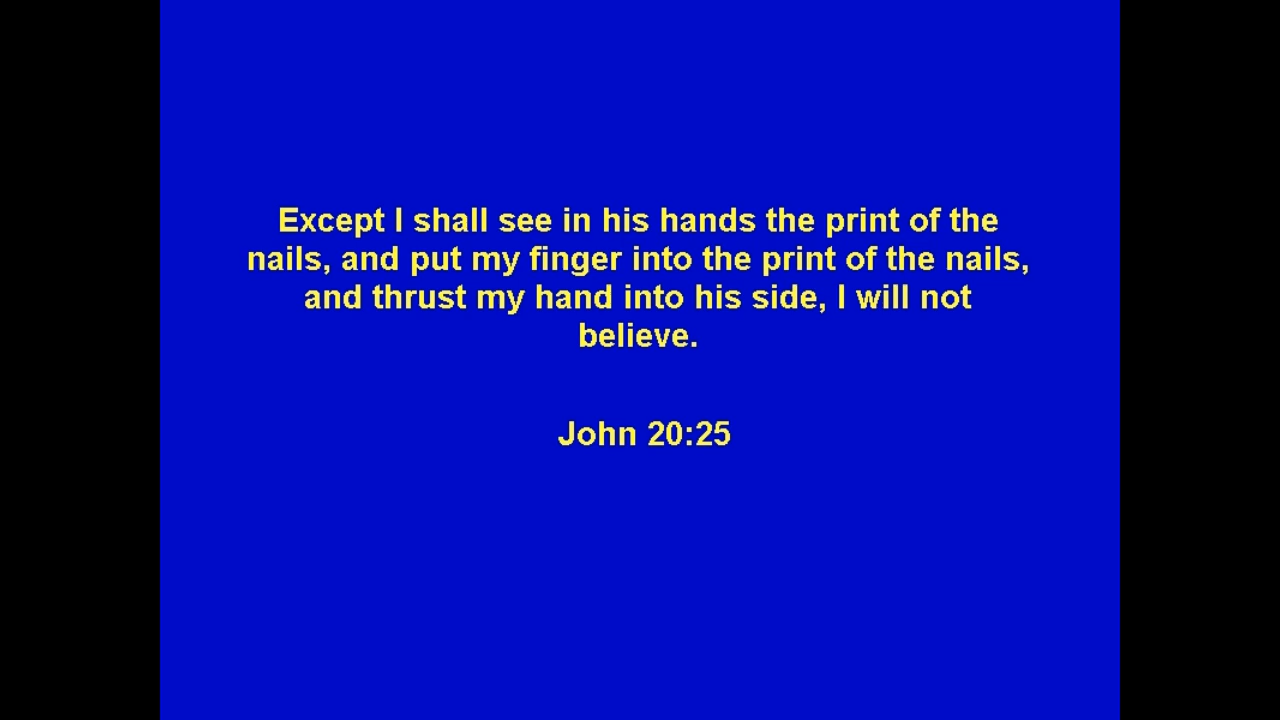 Except I shall see in his hands the print of the
nails, and put my finger into the print of the nails,
and thrust my hand into his side, I will not
believe.
John 20:25